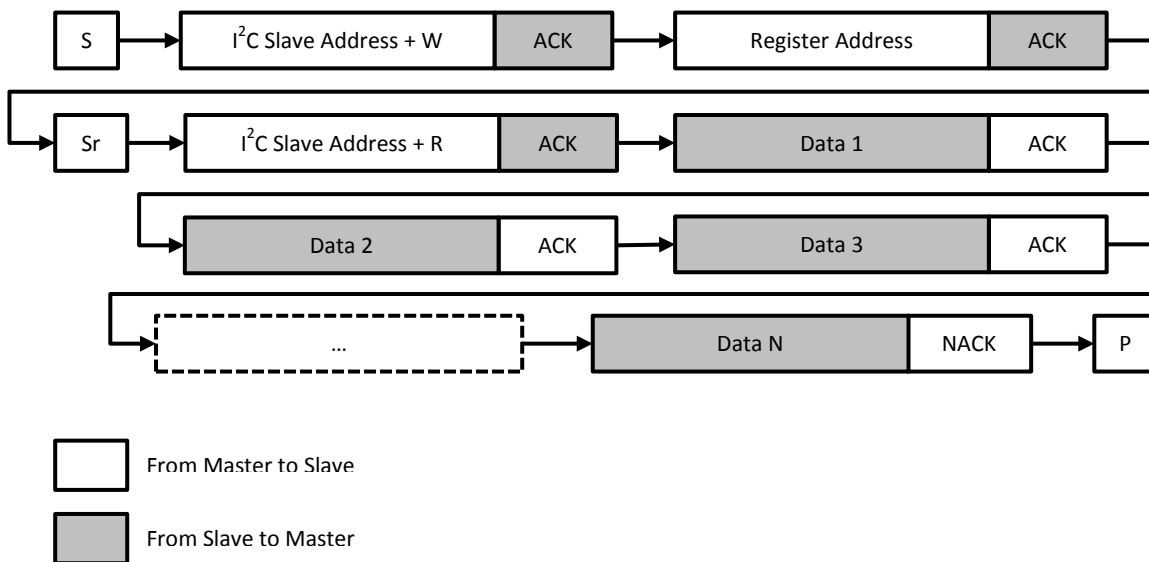 S I²C Slave Address + W ACK Register Address ACK
Sr I²C Slave Address + R ACK Data 1 ACK
Data 2 ACK Data 3 ACK
... Data N NACK P
From Master to Slave
From Slave to Master